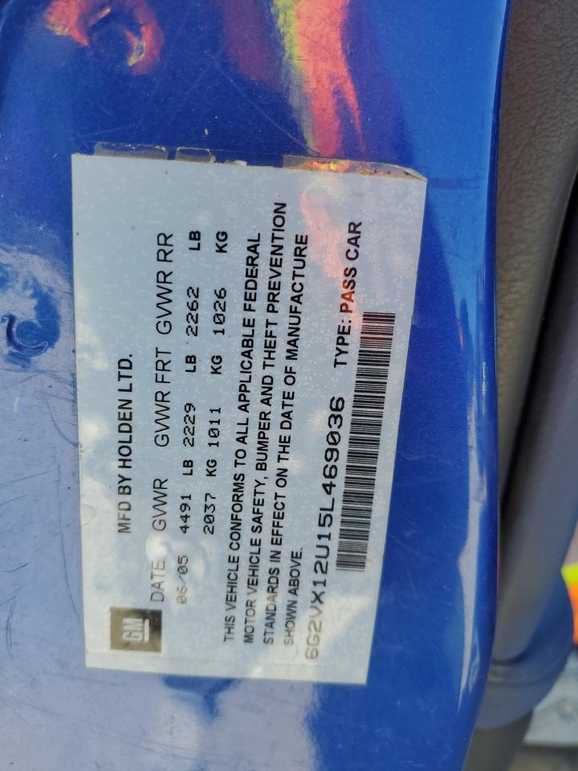 MFD BY HOLDEN LTD.
GM
DATE GVWR GVWR FRT GVWR RR
06/05 4491 LB 2229 LB 2262 LB
2037 KG 1011 KG 1026 KG
THIS VEHICLE CONFORMS TO ALL APPLICABLE FEDERAL
MOTOR VEHICLE SAFETY, BUMPER AND THEFT PREVENTION
STANDARDS IN EFFECT ON THE DATE OF MANUFACTURE
SHOWN ABOVE.
6G2VX12U15L469036 TYPE: PASS CAR